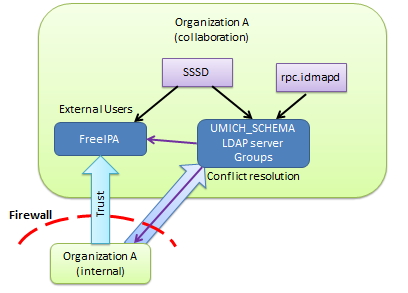 Organization A
(collaboration)
SSSD
rpc.idmapd
External Users
FreeIPA
UMICH_SCHEMA
LDAP server
Groups
Conflict resolution
Trust
Firewall
Organization A
(internal)